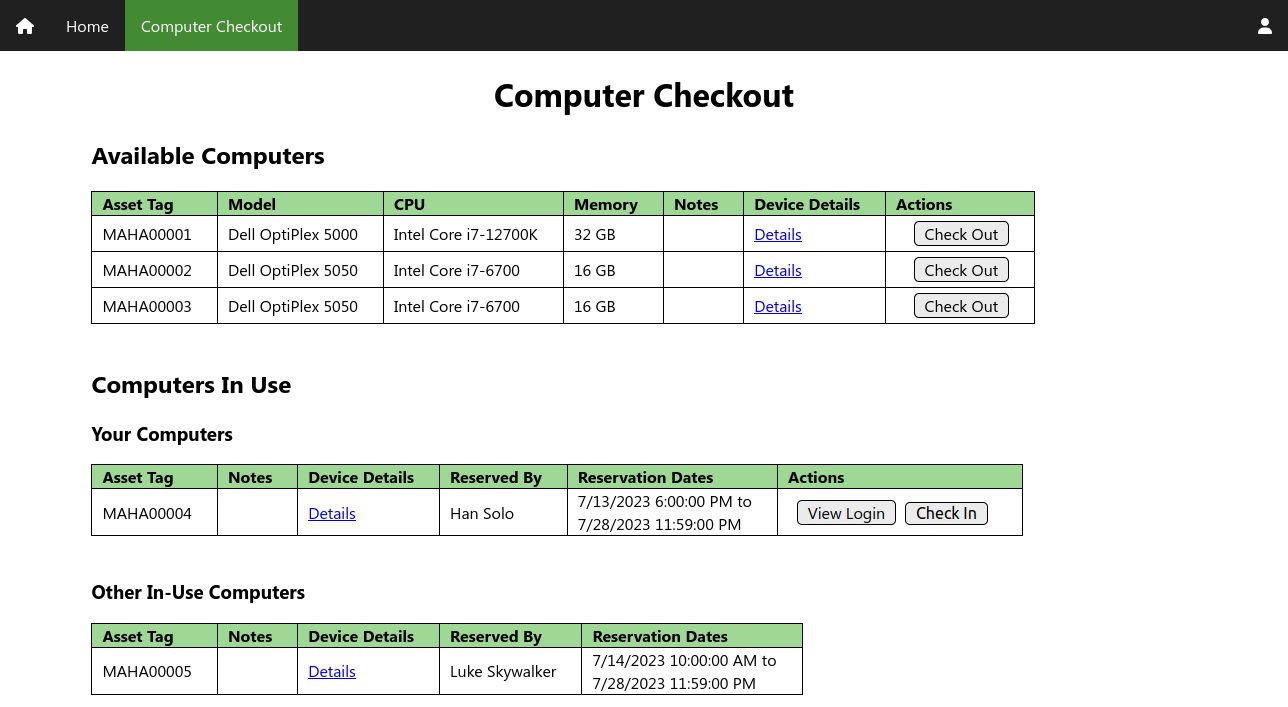 Home Computer Checkout
Computer Checkout
Available Computers
Asset Tag Model CPU Memory Notes Device Details Actions
MAHA00001 Dell OptiPlex 5000 Intel Core i7-12700K 32 GB Details Check Out
MAHA00002 Dell OptiPlex 5050 Intel Core i7-6700 16 GB Details Check Out
MAHA00003 Dell OptiPlex 5050 Intel Core i7-6700 16 GB Details Check Out
Computers In Use
Your Computers
Asset Tag Notes Device Details Reserved By Reservation Dates Actions
MAHA00004 Details Han Solo 7/13/2023 6:00:00 PM to
7/28/2023 11:59:00 PM View Login Check In
Other In-Use Computers
Asset Tag Notes Device Details Reserved By Reservation Dates
MAHA00005 Details Luke Skywalker 7/14/2023 10:00:00 AM to
7/28/2023 11:59:00 PM